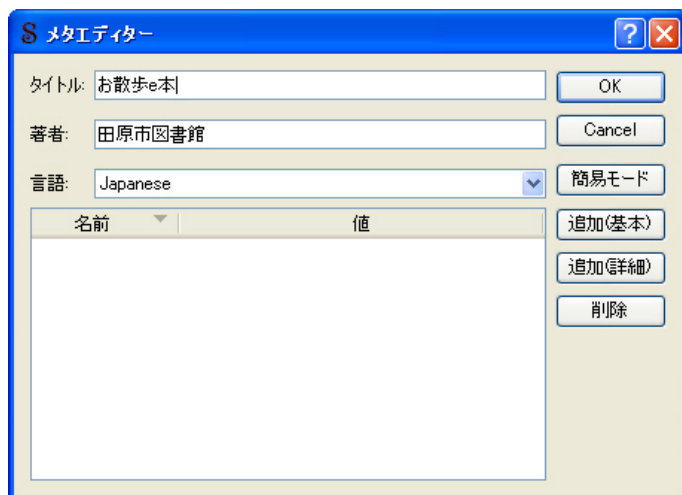 S メタエディター
タイトル: お散歩e本
OK
著者: 田原市図書館
Cancel
言語: Japanese
簡易モード
名前 値
追加(基本)
追加(詳細)
削除